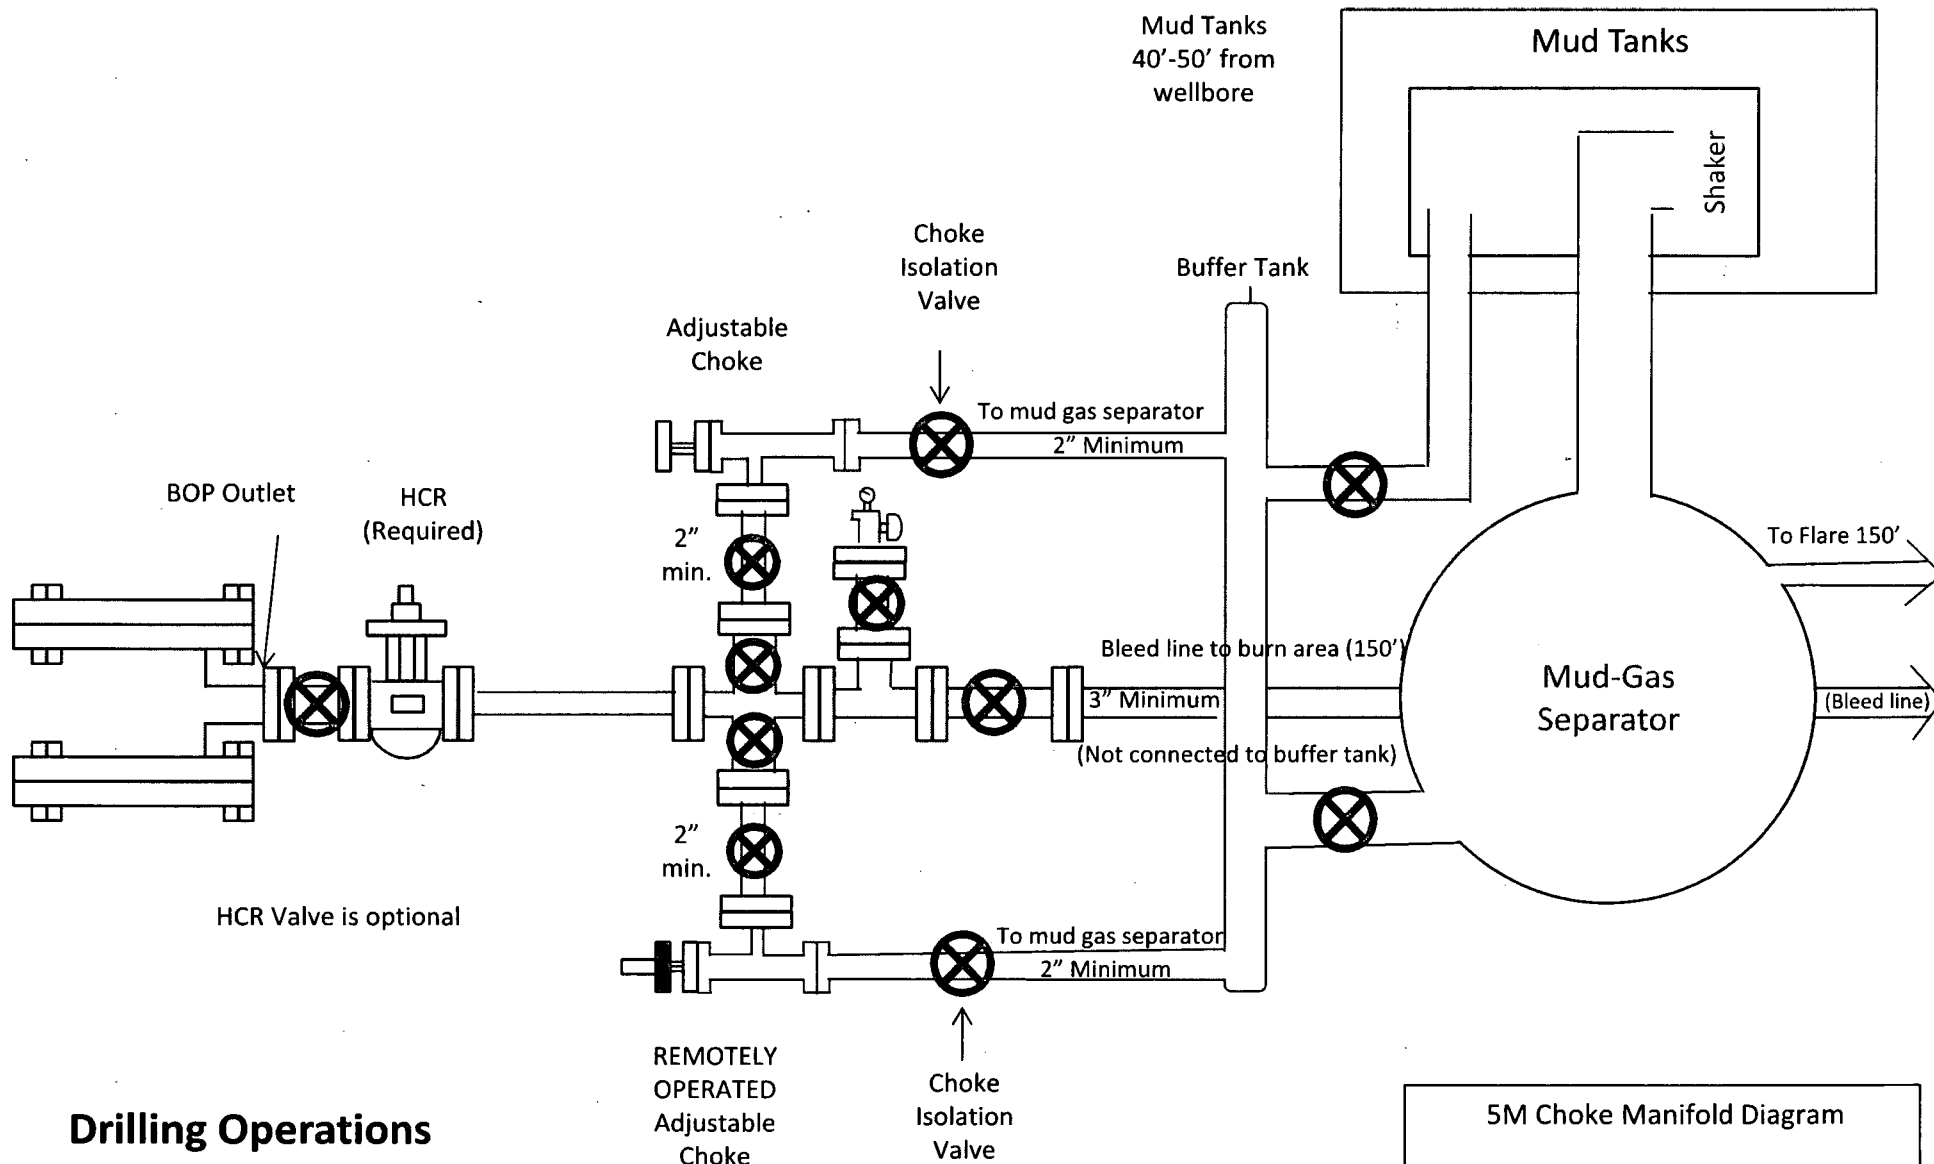 Mud Tanks
40’-50’ from
wellbore
Mud Tanks
Shaker
Choke
Isolation
Valve
Buffer Tank
Adjustable
Choke
To mud gas separator
2” Minimum
BOP Outlet
HCR
(Required)
2”
min.
To Flare 150’
Bleed line to burn area (150’)
3” Minimum
(Not connected to buffer tank)
Mud-Gas
Separator
(Bleed line)
2”
min.
HCR Valve is optional
To mud gas separator
2” Minimum
REMOTELY
OPERATED
Adjustable
Choke
Choke
Isolation
Valve
Drilling Operations
5M Choke Manifold Diagram